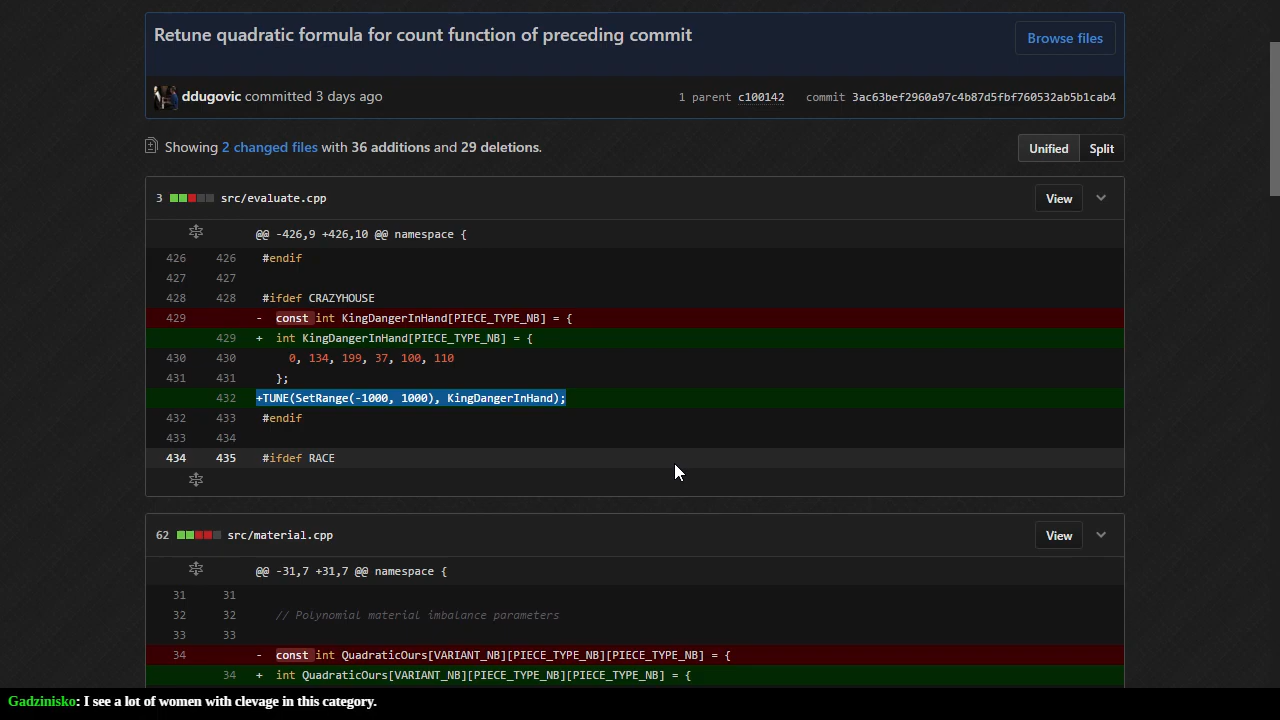 Retune quadratic formula for count function of preceding commit
Browse files
ddugovic committed 3 days ago
1 parent c100142 commit 3ac63bef2960a97c4b87d5fbf760532ab5b1cab4
Showing 2 changed files with 36 additions and 29 deletions.
Unified Split
3 src/evaluate.cpp
View
@@ -426,9 +426,10 @@ namespace {
426 426 #endif
427 427
428 428 #ifdef CRAZYHOUSE
429 - const int KingDangerInHand[PIECE_TYPE_NB] = {
429 + int KingDangerInHand[PIECE_TYPE_NB] = {
430 430 0, 134, 199, 37, 100, 110
431 431 };
432 +TUNE(SetRange(-1000, 1000), KingDangerInHand);
432 433 #endif
433 434
434 435 #ifdef RACE
62 src/material.cpp
View
@@ -31,7 +31,7 @@ namespace {
31 31
32 32 // Polynomial material imbalance parameters
33 33
34 - const int QuadraticOurs[VARIANT_NB][PIECE_TYPE_NB][PIECE_TYPE_NB] = {
34 + int QuadraticOurs[VARIANT_NB][PIECE_TYPE_NB][PIECE_TYPE_NB] = {
Gadzinisko: I see a lot of women with clevage in this category.